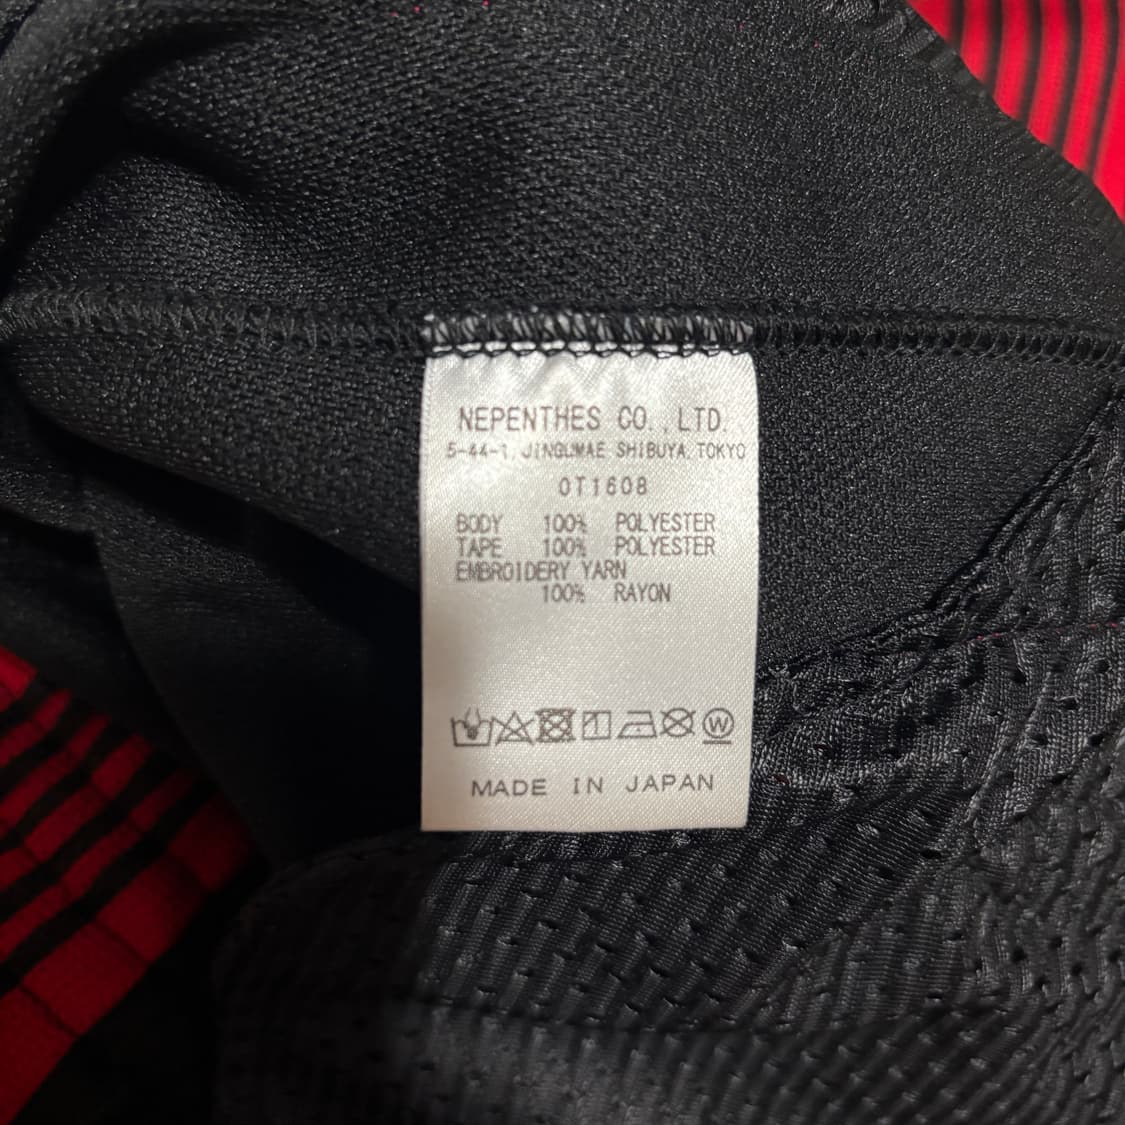 NEPENTHES CO.,LTD.
5-44-1, JINGUMAE SHIBUYA, TOKYO
OT1608
BODY 100% POLYESTER
TAPE 100% POLYESTER
EMBROIDERY YARN
100% RAYON
W
MADE IN JAPAN